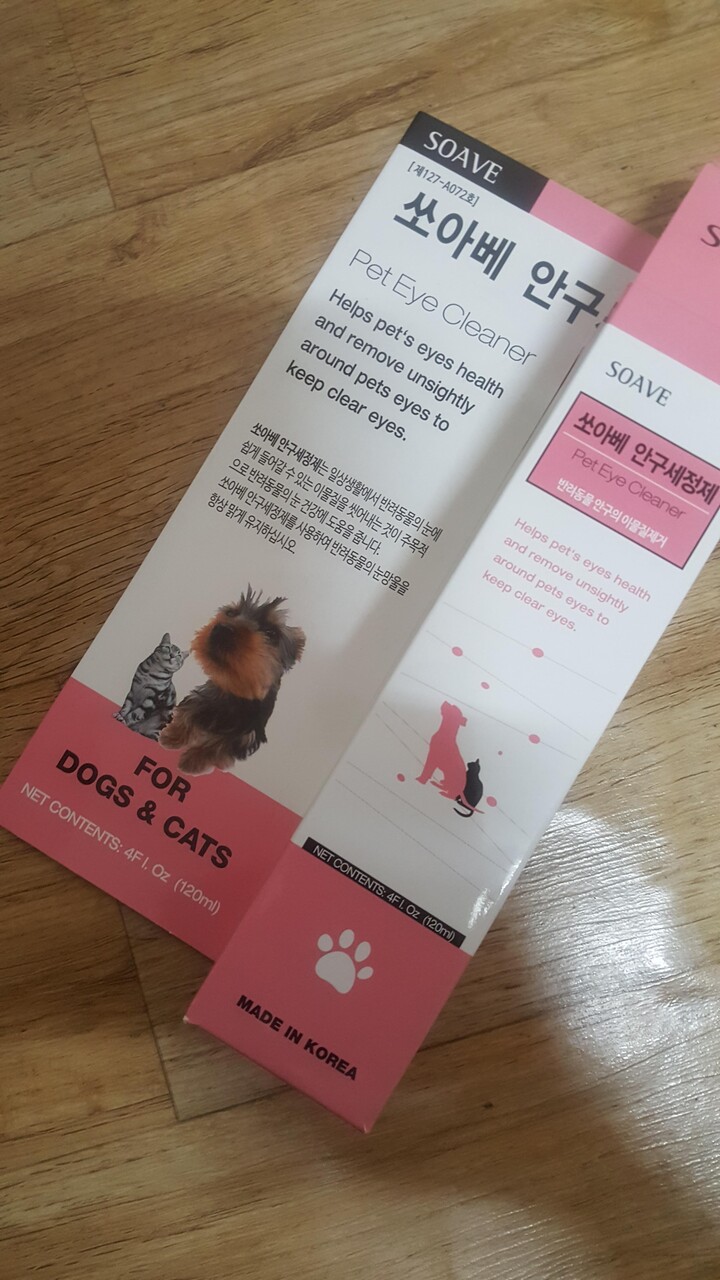 SOAVE
[제127-A072호]
쏘아베 안구
Pet Eye Cleaner
Helps pet's eyes health
and remove unsightly
around pets eyes to
keep clear eyes.
쏘아베 안구세정제는 일상생활에서 반려동물의 눈에
쉽게 들어갈 수 있는 이물질을 씻어내는 것이 주목적
으로 반려동물의 눈 건강에 도움을 줍니다.
쏘아베 안구세정제를 사용하여 반려동물의 눈망울을
항상 맑게 유지하십시오
FOR
DOGS & CATS
NET CONTENTS: 4Fl. Oz (120ml)
S
SOAVE
쏘아베 안구세정제
Pet Eye Cleaner
반려동물 안구의 이물질제거
Helps pet's eyes health
and remove unsightly
around pets eyes to
keep clear eyes.
NET CONTENTS: 4Fl. Oz (120ml)
MADE IN KOREA